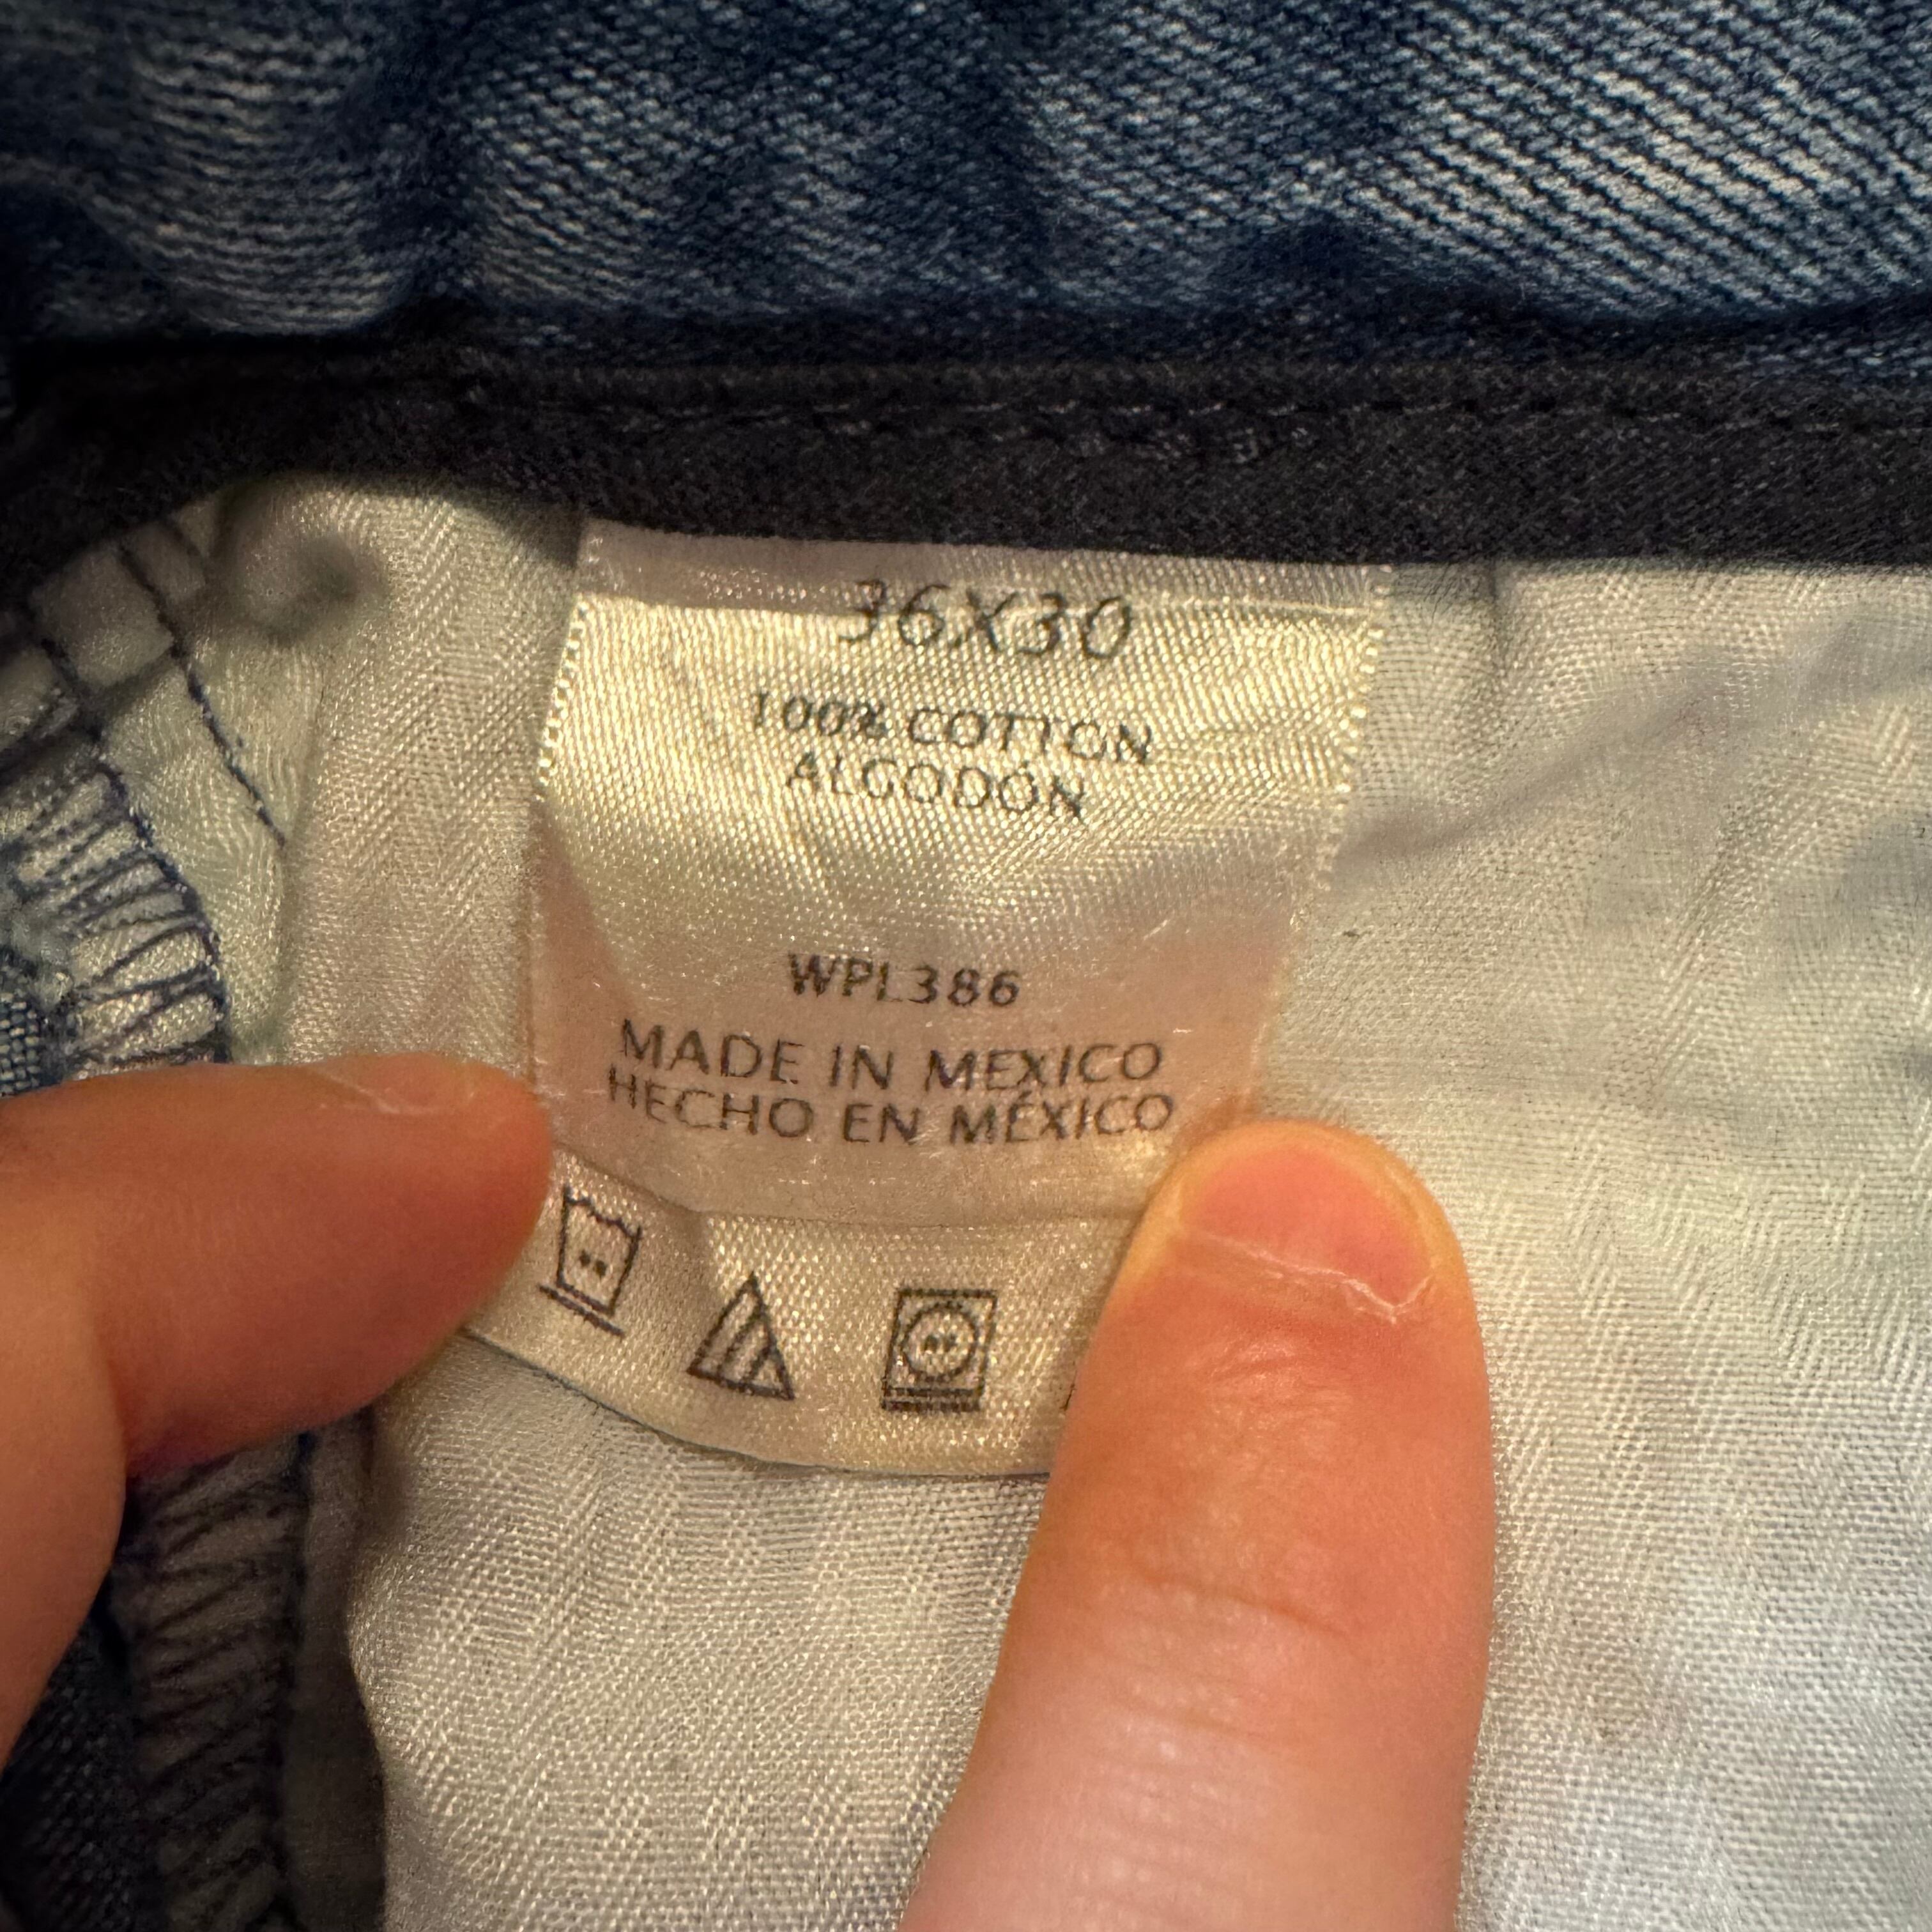 36X30
100% COTTON
ALGODÓN
WPL386
MADE IN MEXICO
HECHO EN MÉXICO